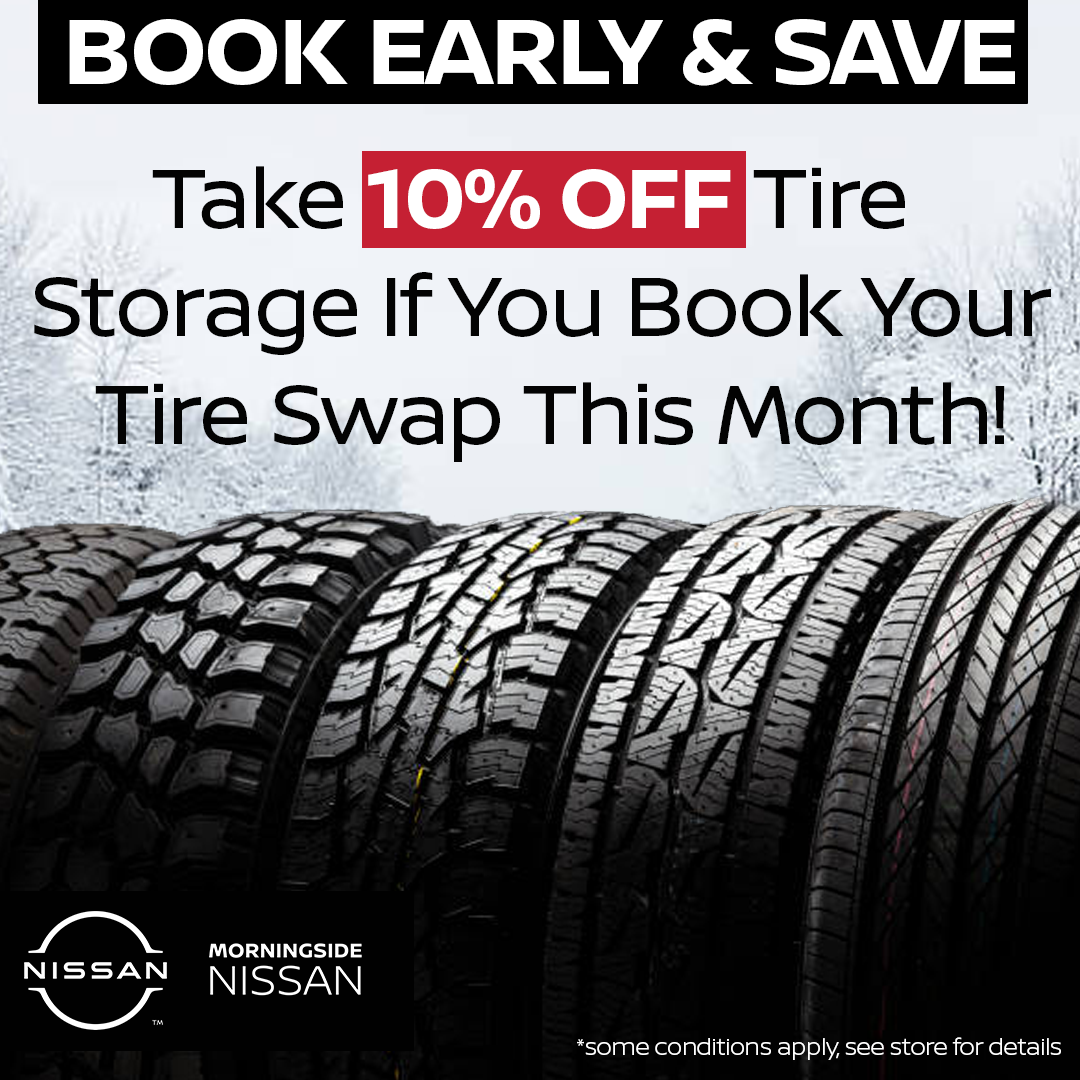 BOOK EARLY & SAVE
Take 10% OFF Tire
Storage If You Book Your
Tire Swap This Month!
NISSAN
TM
MORNINGSIDE
NISSAN
*some conditions apply, see store for details